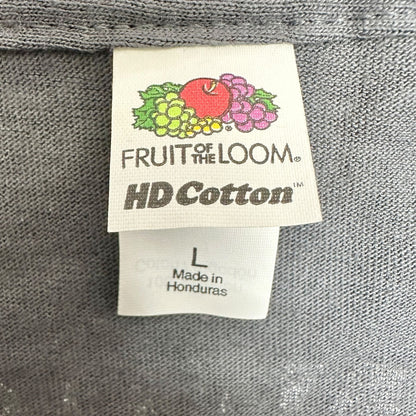 FRUIT OF THE LOOM®
HD Cotton™
L
Made in
Honduras